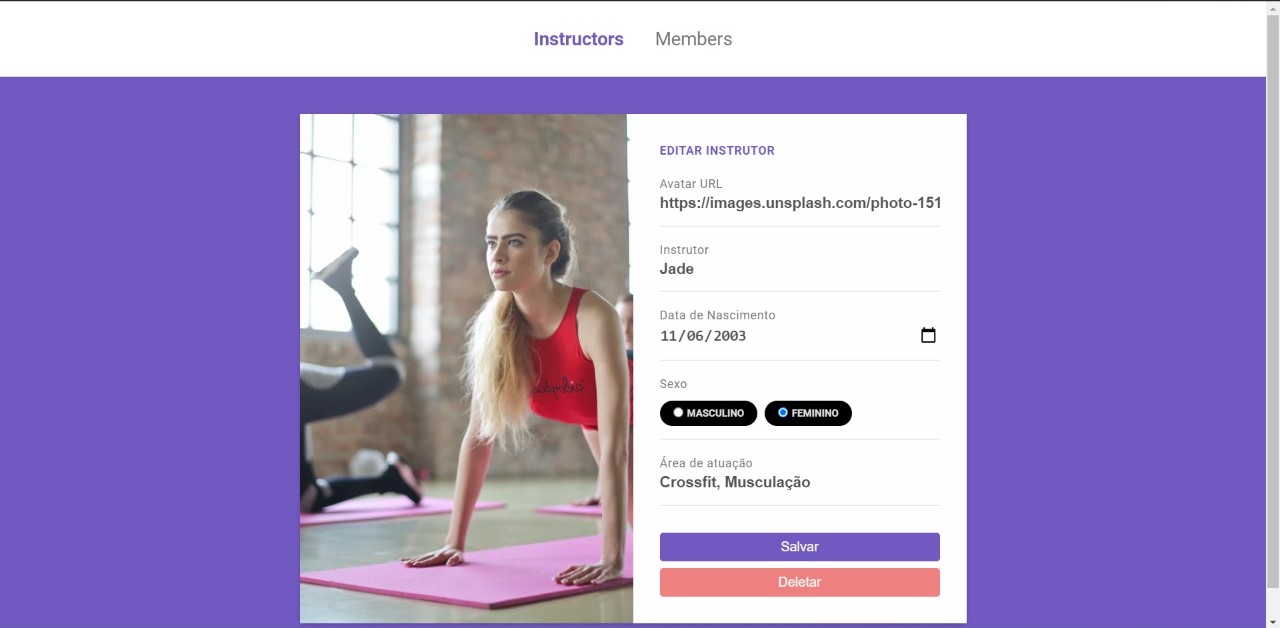 Instructors Members
EDITAR INSTRUTOR
Avatar URL
https://images.unsplash.com/photo-151
Instrutor
Jade
Data de Nascimento
11/06/2003
Sexo
MASCULINO FEMININO
Área de atuação
Crossfit, Musculação
Salvar
Deletar